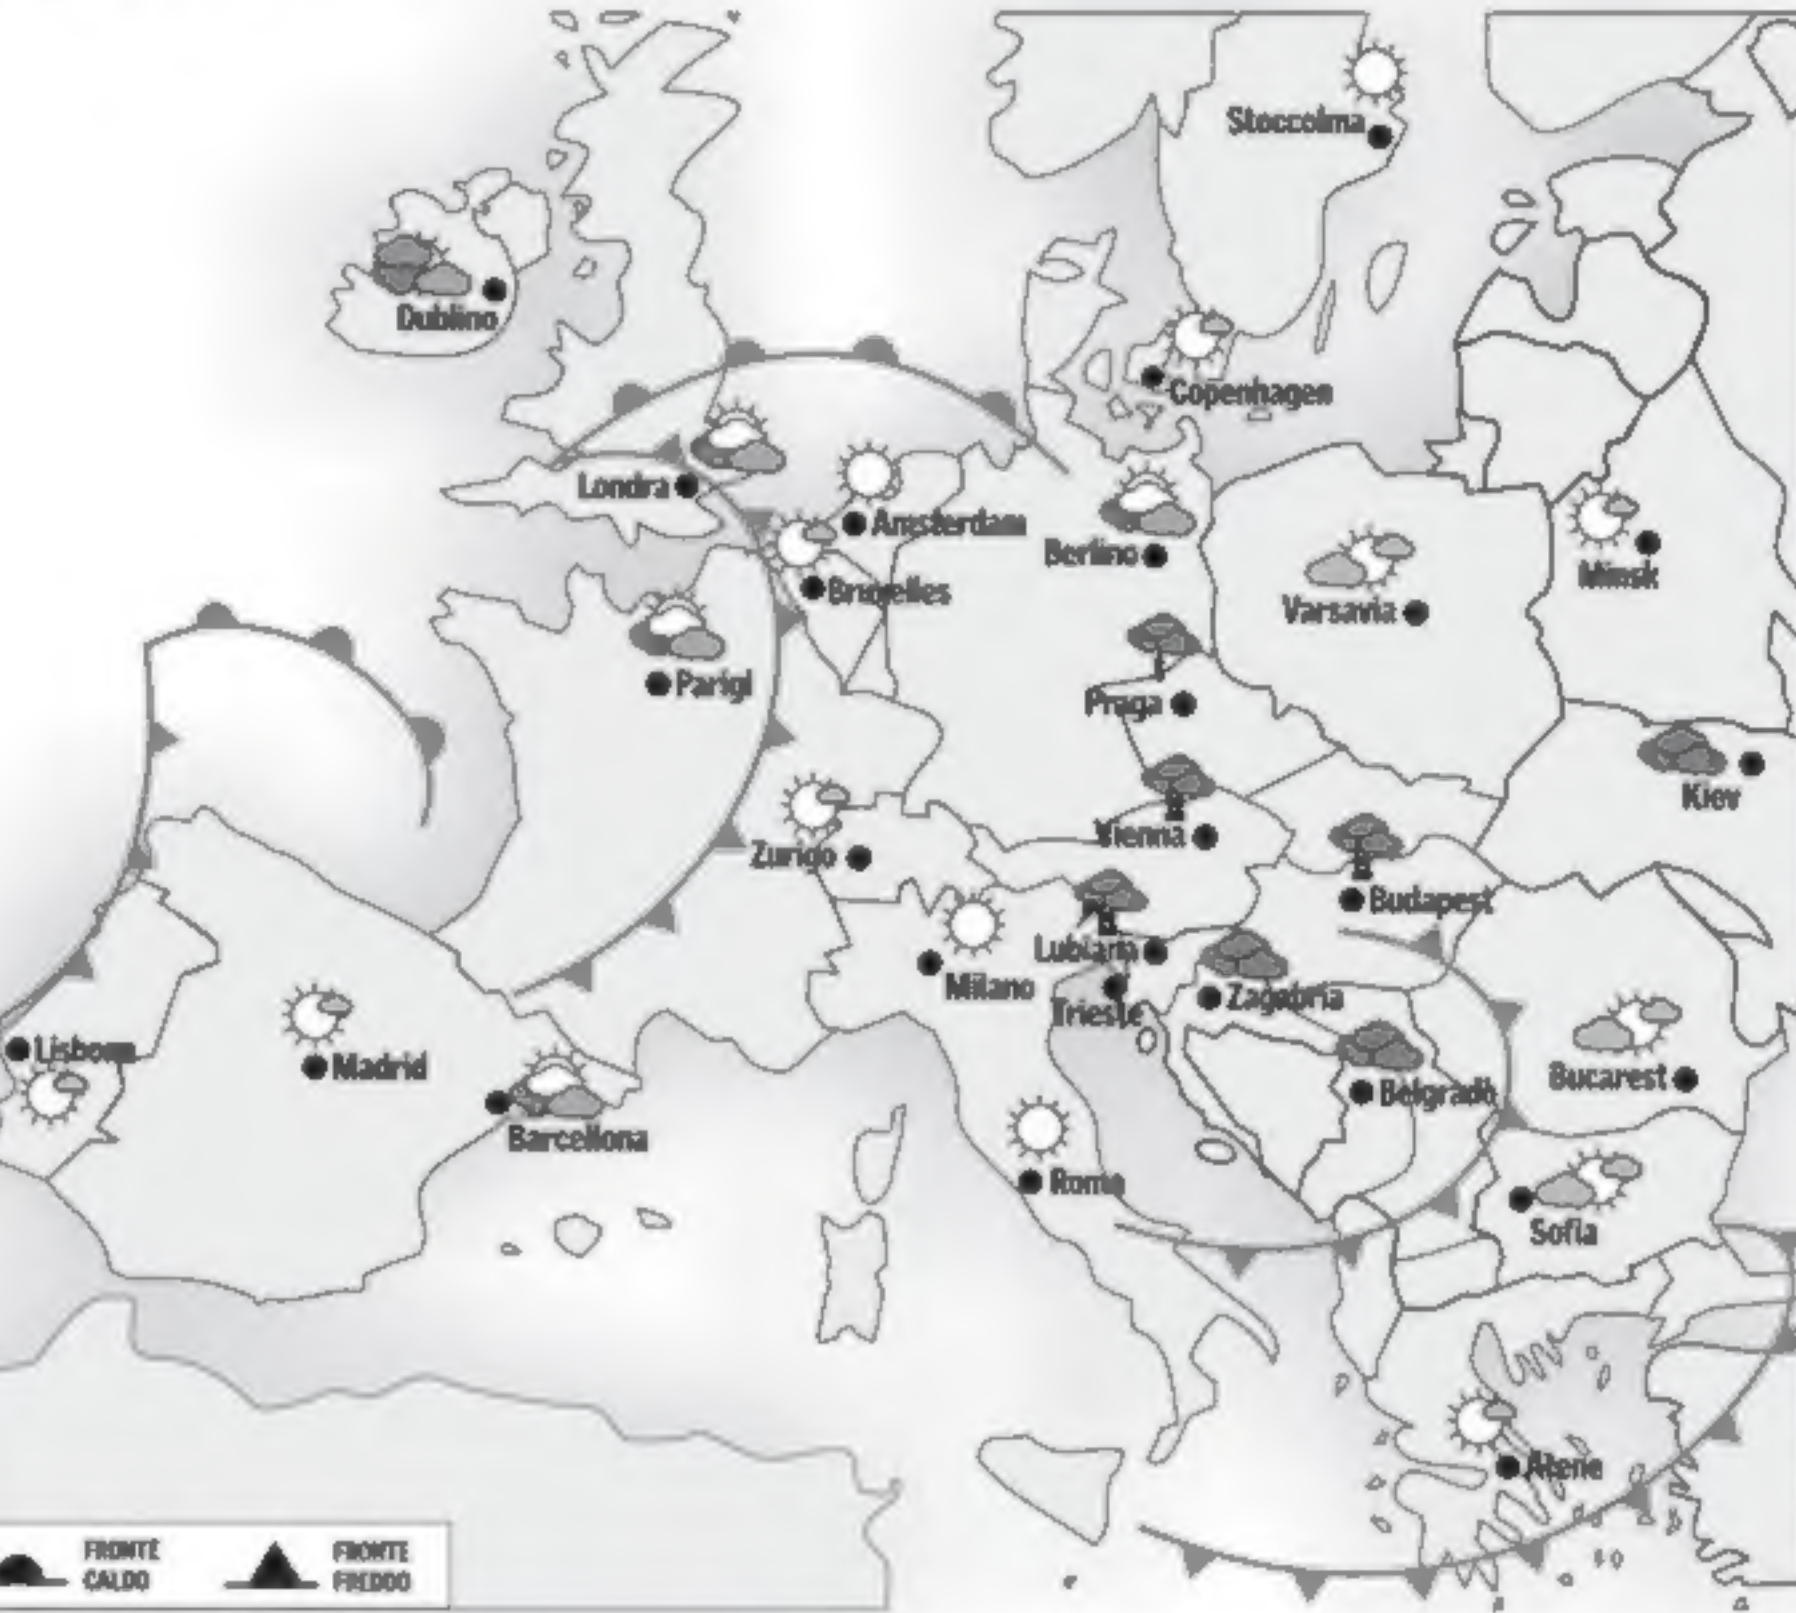 Stoccolma
Dublino
Copenhagen
Londra
Amsterdam
Berlino
Bruxelles
Minsk
Varsavia
Parigi
Praga
Kiev
Vienna
Zurigo
Budapest
Lubiana
Milano
Zagabria
Trieste
Lisbona
Madrid
Bucarest
Belgrado
Barcellona
Roma
Sofia
Atene
FRONTE
CALDO
FRONTE
FREDDO